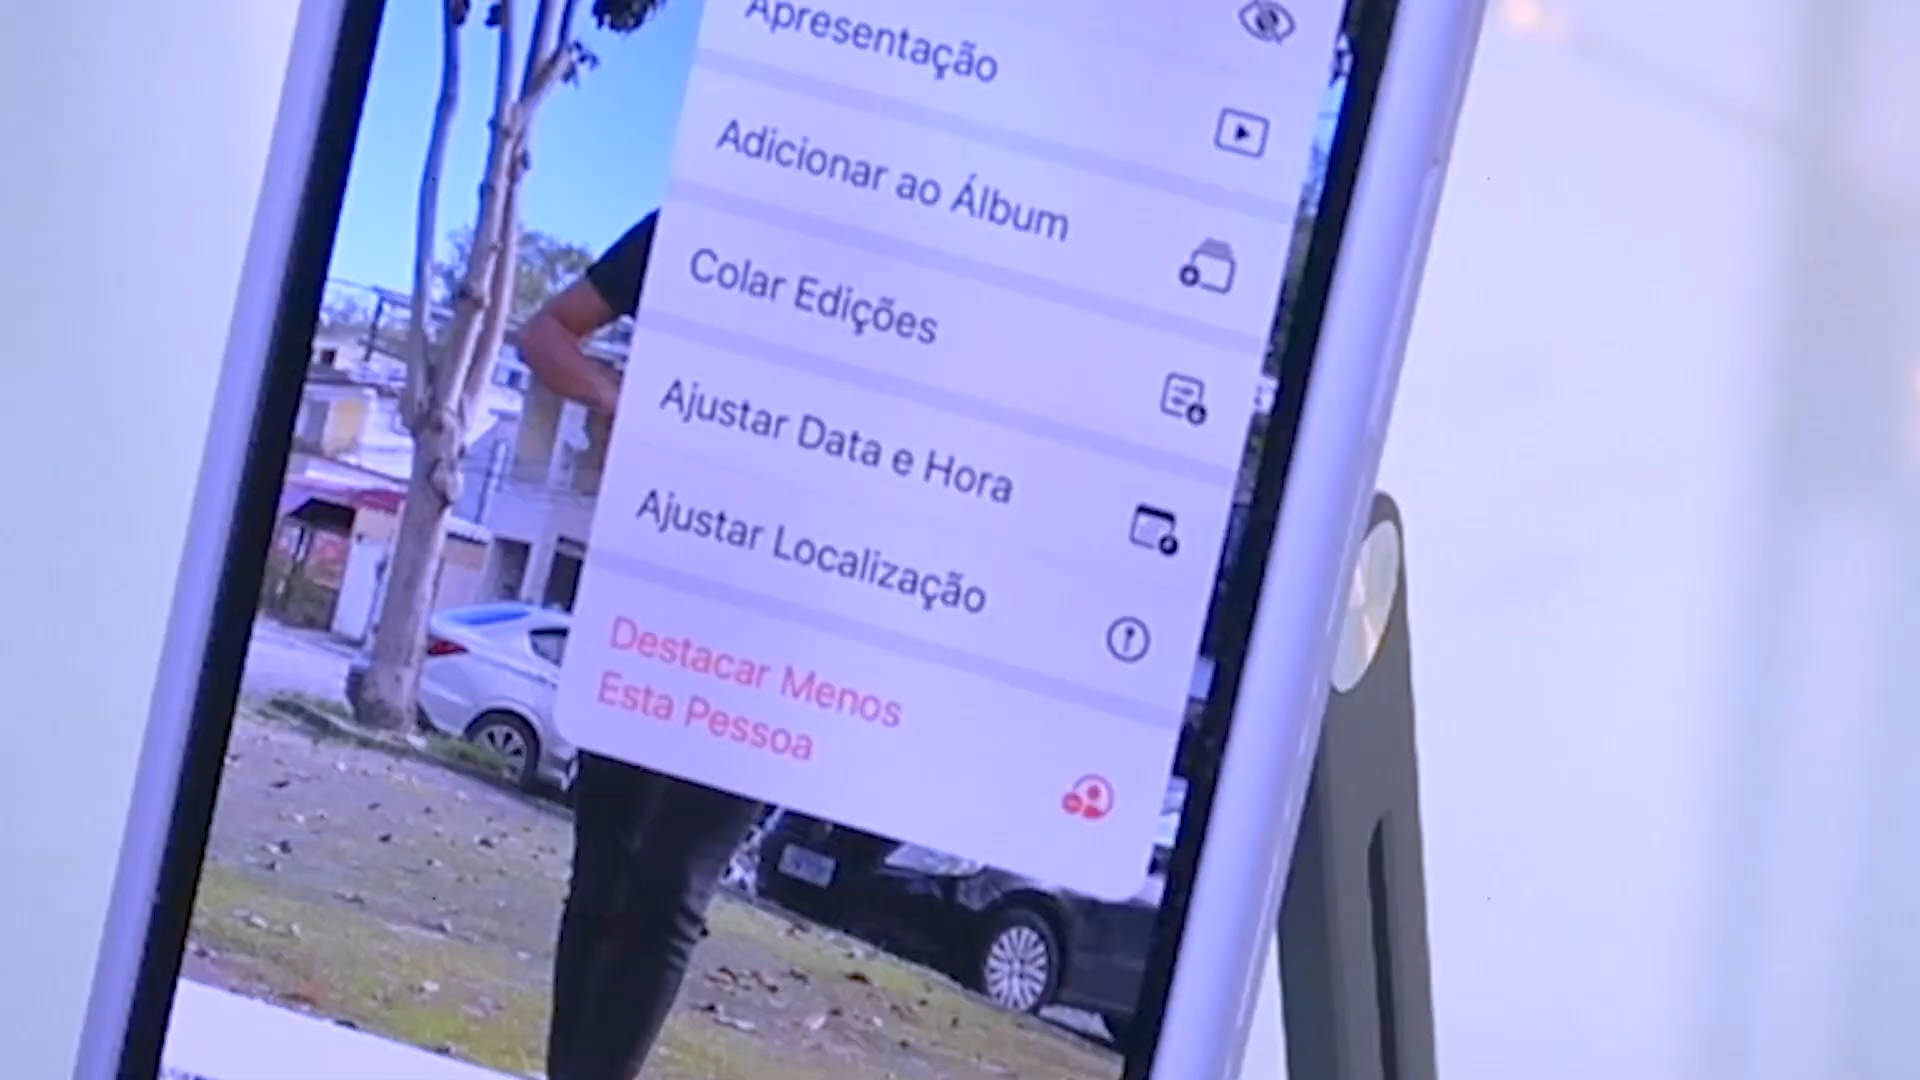 Apresentação
Adicionar ao Álbum
Colar Edições
Ajustar Data e Hora
Ajustar Localização
Destacar Menos
Esta Pessoa